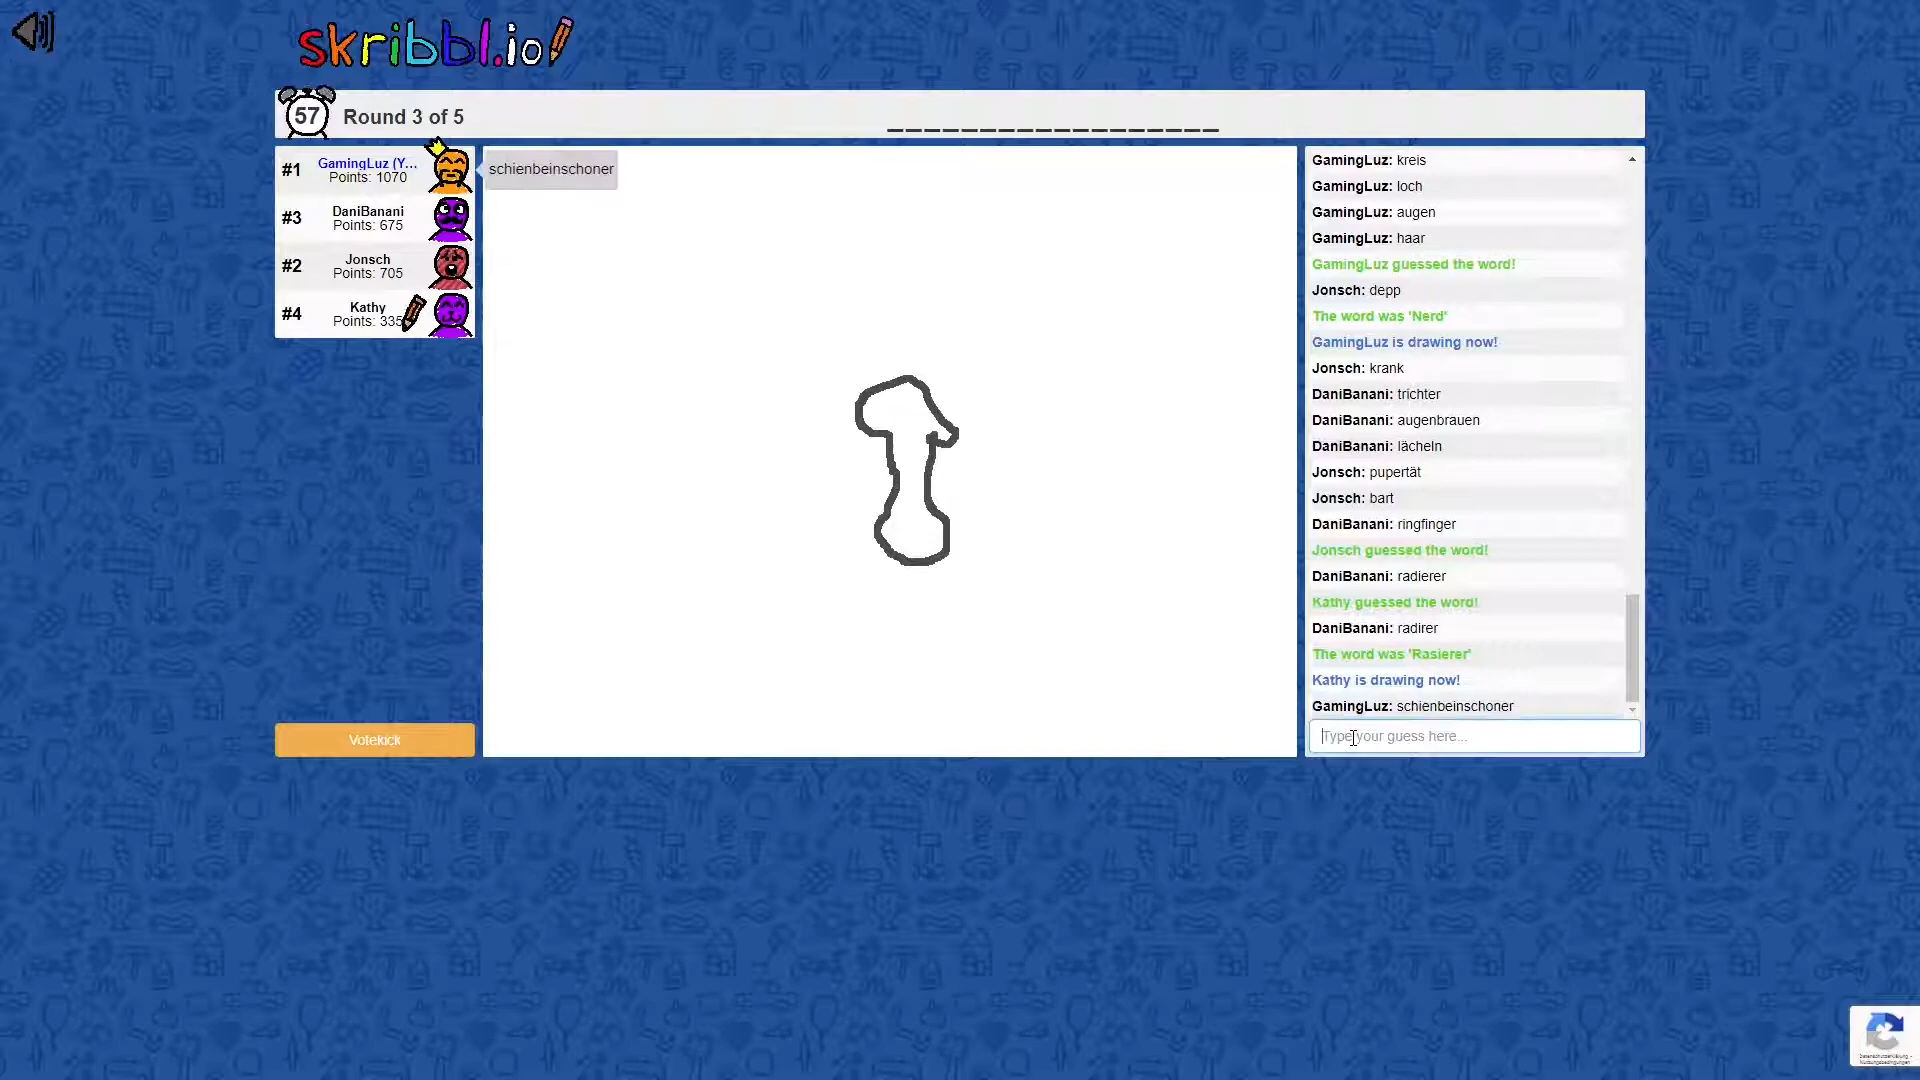 skribbl.io
57
Round 3 of 5
__________________
#1
GamingLuz (Y...
Points: 1070
#3
DaniBanani
Points: 675
#2
Jonsch
Points: 705
#4
Kathy
Points: 335
schienbeinschoner
GamingLuz: kreis
GamingLuz: loch
GamingLuz: augen
GamingLuz: haar
GamingLuz guessed the word!
Jonsch: depp
The word was 'Nerd'
GamingLuz is drawing now!
Jonsch: krank
DaniBanani: trichter
DaniBanani: augenbrauen
DaniBanani: lächeln
Jonsch: pupertät
Jonsch: bart
DaniBanani: ringfinger
Jonsch guessed the word!
DaniBanani: radierer
Kathy guessed the word!
DaniBanani: radirer
The word was 'Rasierer'
Kathy is drawing now!
GamingLuz: schienbeinschoner
Type your guess here...
Votekick